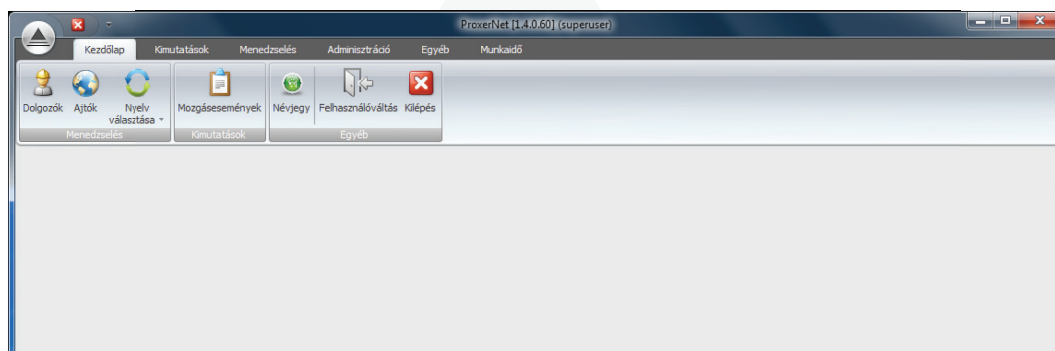 ProxerNet [1.4.0.60] (superuser)
Kezdőlap Kimutatások Menedzselés Adminisztráció Egyéb Munkaidő
Dolgozók Ajtók Nyelv választása Mozgásesemények Névjegy Felhasználóváltás Kilépés
Menedzselés Kimutatások Egyéb